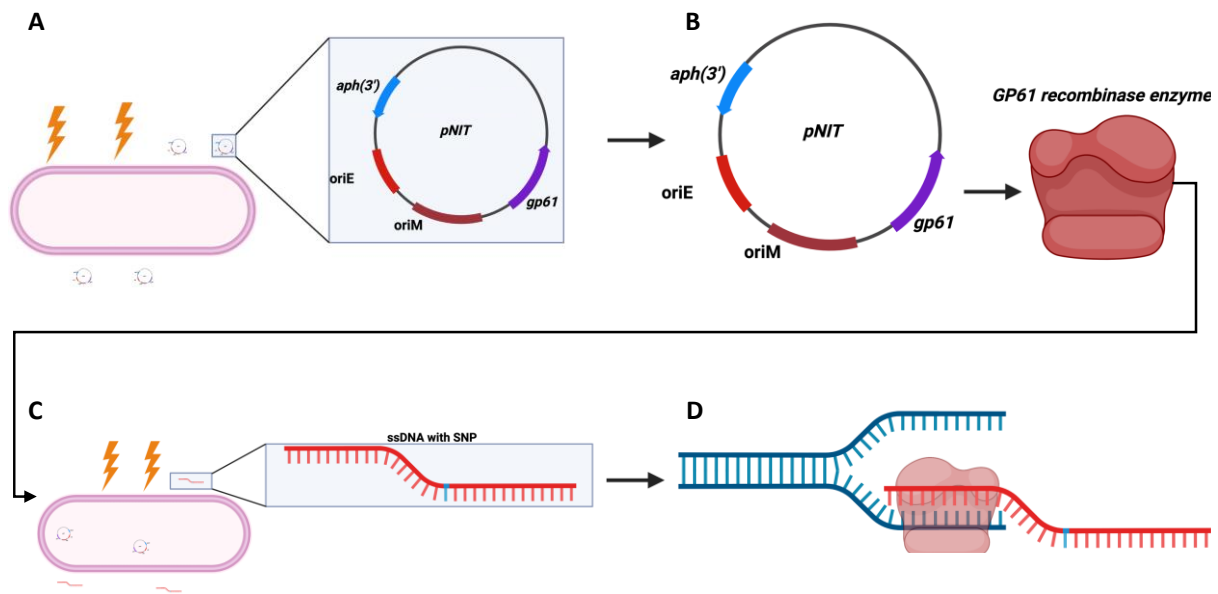 A
aph(3')
pNIT
oriE
oriM
gp61
B
aph(3')
pNIT
oriE
oriM
gp61
GP61 recombinase enzyme
C
ssDNA with SNP
D